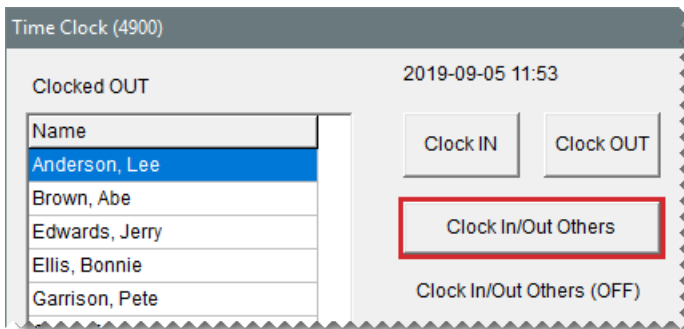 Time Clock (4900)
Clocked OUT
Name
Anderson, Lee
Brown, Abe
Edwards, Jerry
Ellis, Bonnie
Garrison, Pete
2019-09-05 11:53
Clock IN
Clock OUT
Clock In/Out Others
Clock In/Out Others (OFF)